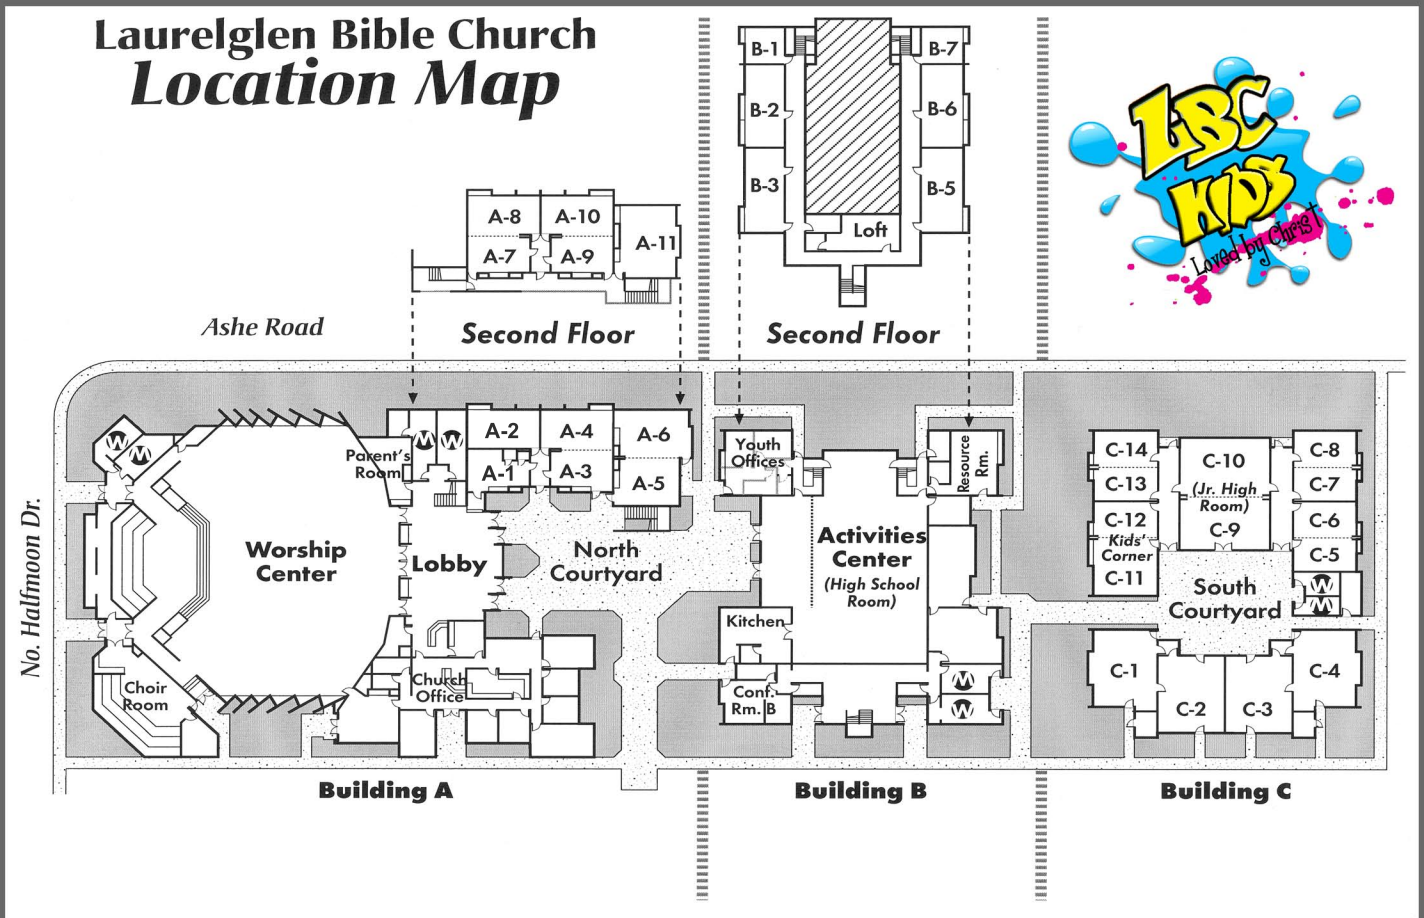 Laurelglen Bible Church
Location Map
LBC
KIDS
Loved by Christ
A-8
A-10
A-7
A-9
A-11
Second Floor
B-1
B-2
B-3
B-7
B-6
B-5
Loft
Second Floor
Ashe Road
No. Halfmoon Dr.
W
M
Parent's
Room
M
W
A-2
A-4
A-6
A-1
A-3
A-5
Worship
Center
Lobby
North
Courtyard
Choir
Room
Church
Office
Building A
Youth
Offices
Resource
Rm.
Activities
Center
(High School
Room)
Kitchen
Conf.
Rm. B
M
W
Building B
C-14
C-13
C-12
Kids'
Corner
C-11
C-10
(Jr. High
Room)
C-9
C-8
C-7
C-6
C-5
W
M
South
Courtyard
C-1
C-2
C-3
C-4
Building C